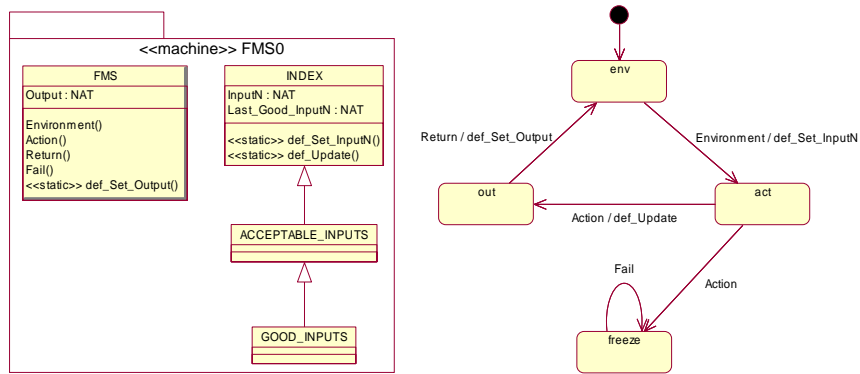 <<machine>> FMS0
FMS
Output : NAT
Environment()
Action()
Return()
Fail()
<<static>> def_Set_Output()
INDEX
InputN : NAT
Last_Good_InputN : NAT
<<static>> def_Set_InputN()
<<static>> def_Update()
ACCEPTABLE_INPUTS
GOOD_INPUTS
env
Return / def_Set_Output
Environment / def_Set_InputN
out
act
Action / def_Update
Fail
Action
freeze